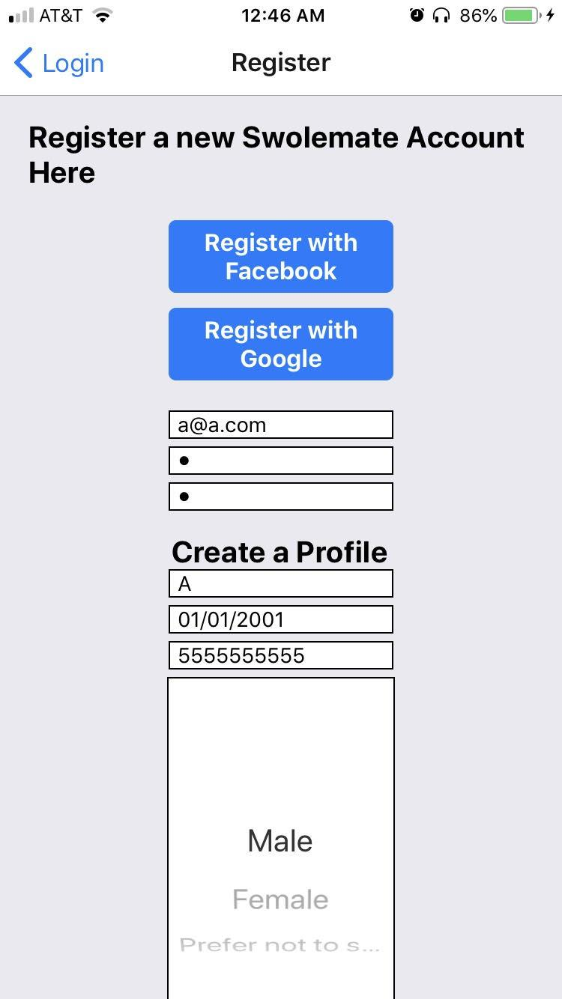 AT&T 12:46 AM 86%
Login Register
Register a new Swolemate Account
Here
Register with
Facebook
Register with
Google
a@a.com
●
●
Create a Profile
A
01/01/2001
5555555555
Male
Female
Prefer not to s...